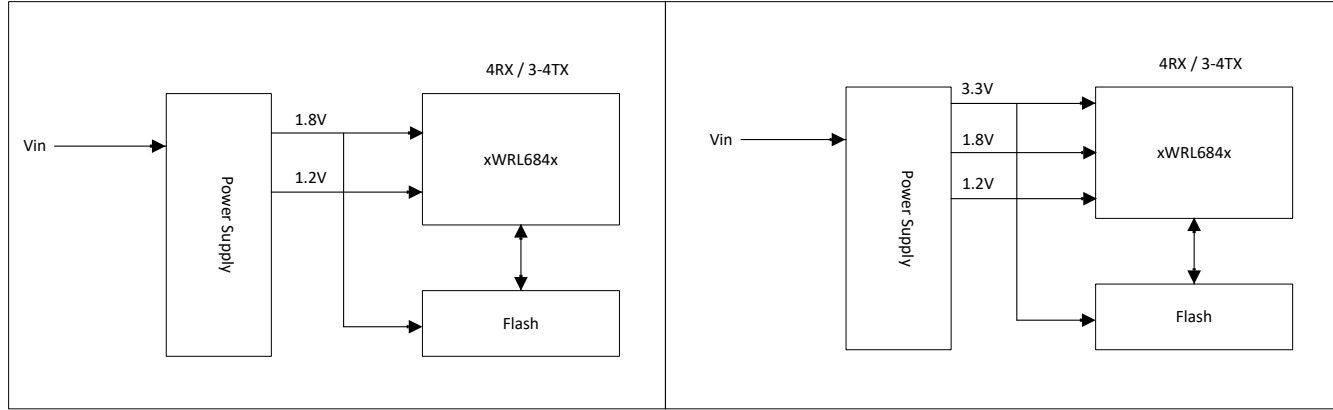 4RX / 3-4TX
1.8V
Vin
xWRL684x
1.2V
Power Supply
Flash
4RX / 3-4TX
3.3V
Vin
1.8V
xWRL684x
1.2V
Power Supply
Flash